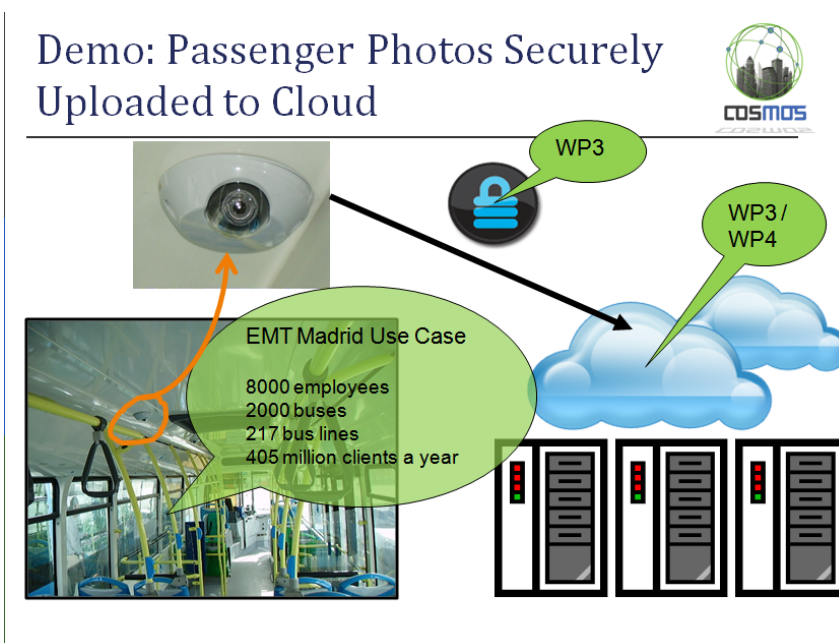 Demo: Passenger Photos Securely
Uploaded to Cloud
COSMOS
WP3
WP3 /
WP4
EMT Madrid Use Case
8000 employees
2000 buses
217 bus lines
405 million clients a year